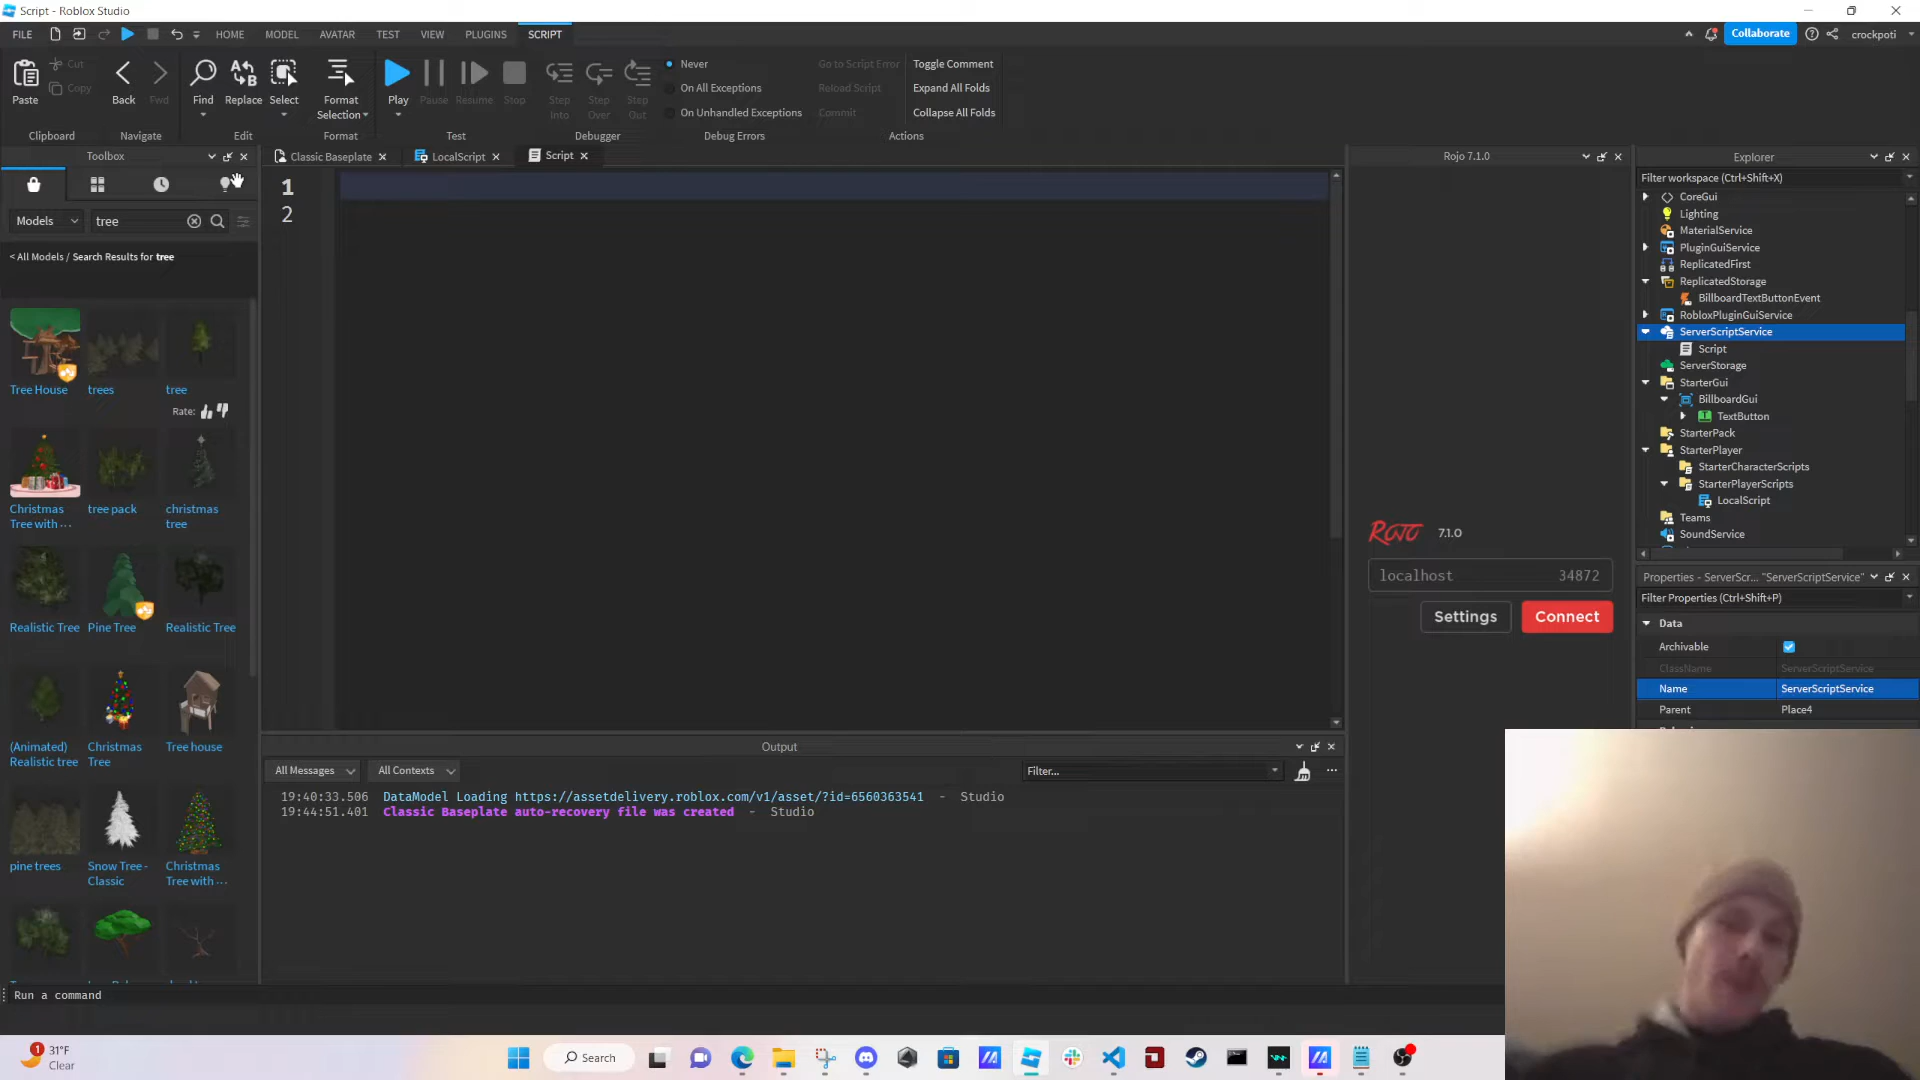 Script - Roblox Studio
FILE HOME MODEL AVATAR TEST VIEW PLUGINS SCRIPT Collaborate crockpoti
Cut
Copy
Paste Back Fwd Find Replace Select Format Selection Play Pause Resume Stop Step Into Step Over Step Out
Never
On All Exceptions
On Unhandled Exceptions
Go to Script Error
Reload Script
Commit
Toggle Comment
Expand All Folds
Collapse All Folds
Clipboard Navigate Edit Format Test Debugger Debug Errors Actions
Toolbox
Classic Baseplate LocalScript Script
Models tree
< All Models / Search Results for tree
Tree House trees tree
Rate:
Christmas Tree with ... tree pack christmas tree
Realistic Tree Pine Tree Realistic Tree
(Animated) Realistic tree Christmas Tree Tree house
pine trees Snow Tree - Classic Christmas Tree with ...
1
2
Output
All Messages All Contexts Filter...
19:40:33.506 DataModel Loading https://assetdelivery.roblox.com/v1/asset/?id=6560363541 - Studio
19:44:51.401 Classic Baseplate auto-recovery file was created - Studio
Run a command
Rojo 7.1.0
ROJO 7.1.0
localhost 34872
Settings Connect
Explorer
Filter workspace (Ctrl+Shift+X)
CoreGui
Lighting
MaterialService
PluginGuiService
ReplicatedFirst
ReplicatedStorage
BillboardTextButtonEvent
RobloxPluginGuiService
ServerScriptService
Script
ServerStorage
StarterGui
BillboardGui
TextButton
StarterPack
StarterPlayer
StarterCharacterScripts
StarterPlayerScripts
LocalScript
Teams
SoundService
Properties - ServerScr... "ServerScriptService"
Filter Properties (Ctrl+Shift+P)
Data
Archivable
ClassName ServerScriptService
Name ServerScriptService
Parent Place4
1
31°F
Clear
Search